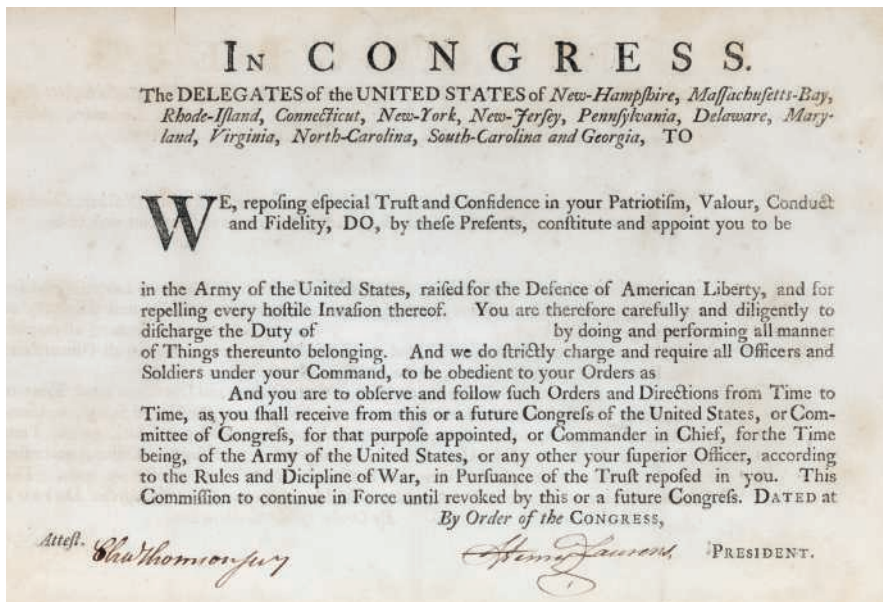 IN CONGRESS.
The DELEGATES of the UNITED STATES of New-Hampſhire, Maſſachuſetts-Bay,
Rhode-Iſland, Connecticut, New-York, New-Jerſey, Pennſylvania, Delaware, Mary-
land, Virginia, North-Carolina, South-Carolina and Georgia, TO
WE, repoſing eſpecial Truſt and Confidence in your Patriotiſm, Valour, Conduct
and Fidelity, DO, by theſe Preſents, conſtitute and appoint you to be
in the Army of the United States, raiſed for the Defence of American Liberty, and for
repelling every hoſtile Invaſion thereof. You are therefore carefully and diligently to
diſcharge the Duty of by doing and performing all manner
of Things thereunto belonging. And we do ſtrictly charge and require all Officers and
Soldiers under your Command, to be obedient to your Orders as
And you are to obſerve and follow ſuch Orders and Directions from Time to
Time, as you ſhall receive from this or a future Congreſs of the United States, or Com-
mittee of Congreſs, for that purpoſe appointed, or Commander in Chief, for the Time
being, of the Army of the United States, or any other your ſuperior Officer, according
to the Rules and Dicipline of War, in Purſuance of the Truſt repoſed in you. This
Commiſſion to continue in Force until revoked by this or a future Congreſs. DATED at
By Order of the CONGRESS,
Atteſt. Cha Thomson secy Henry Laurens. PRESIDENT.